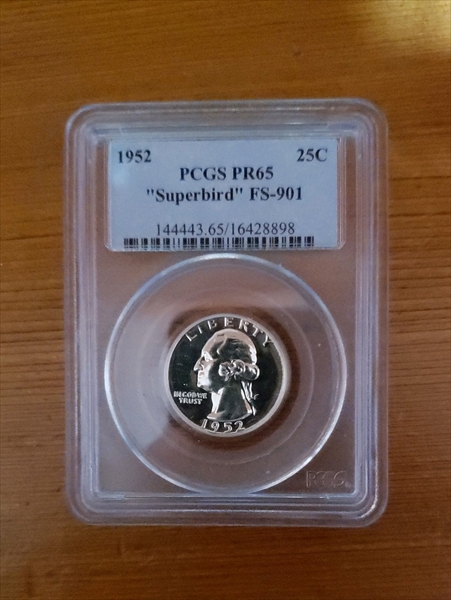 1952 25C
PCGS PR65
"Superbird" FS-901
144443.65/16428898
LIBERTY
IN GOD WE
TRUST
1952
PCGS